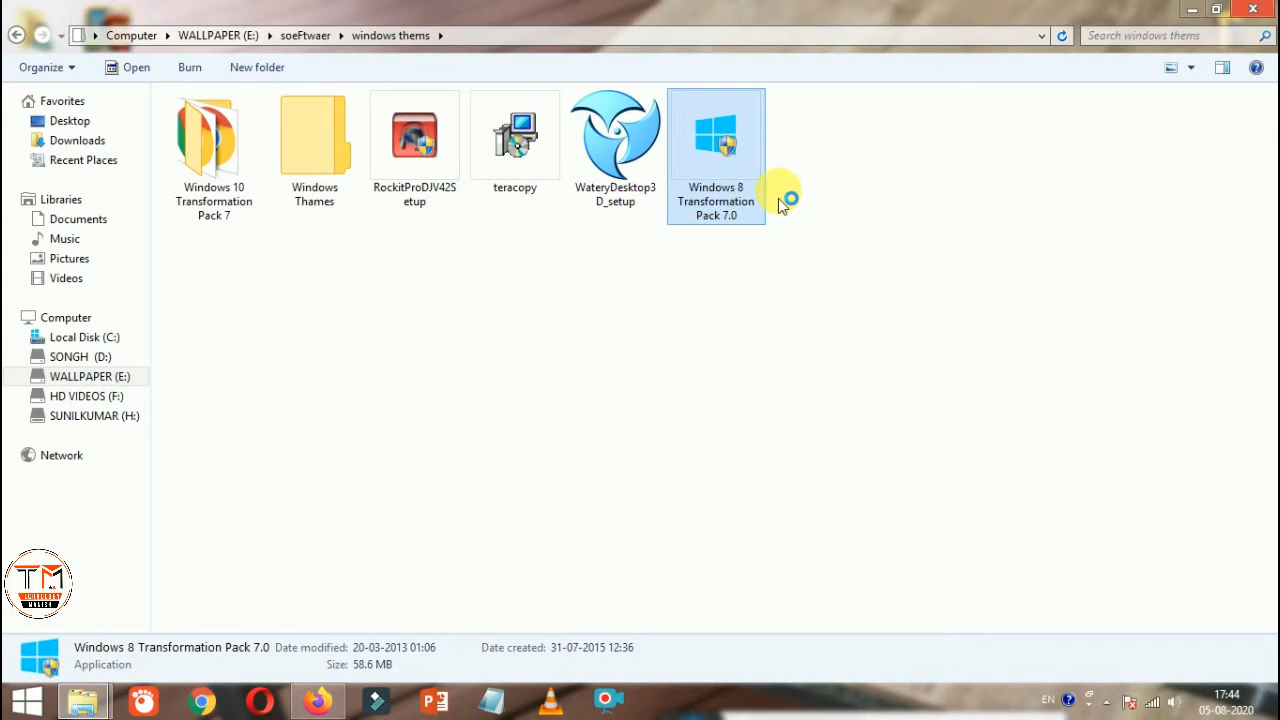 Computer WALLPAPER (E:) soeFtwaer windows thems
Search windows thems
Organize Open Burn New folder
Favorites
Desktop
Downloads
Recent Places
Libraries
Documents
Music
Pictures
Videos
Computer
Local Disk (C:)
SONGH (D:)
WALLPAPER (E:)
HD VIDEOS (F:)
SUNILKUMAR (H:)
Network
Windows 10
Transformation
Pack 7
Windows
Thames
RockitProDJV42S
etup
teracopy
WateryDesktop3
D_setup
Windows 8
Transformation
Pack 7.0
TM
Windows 8 Transformation Pack 7.0 Date modified: 20-03-2013 01:06 Date created: 31-07-2015 12:36
Application Size: 58.6 MB
EN
17:44
05-08-2020